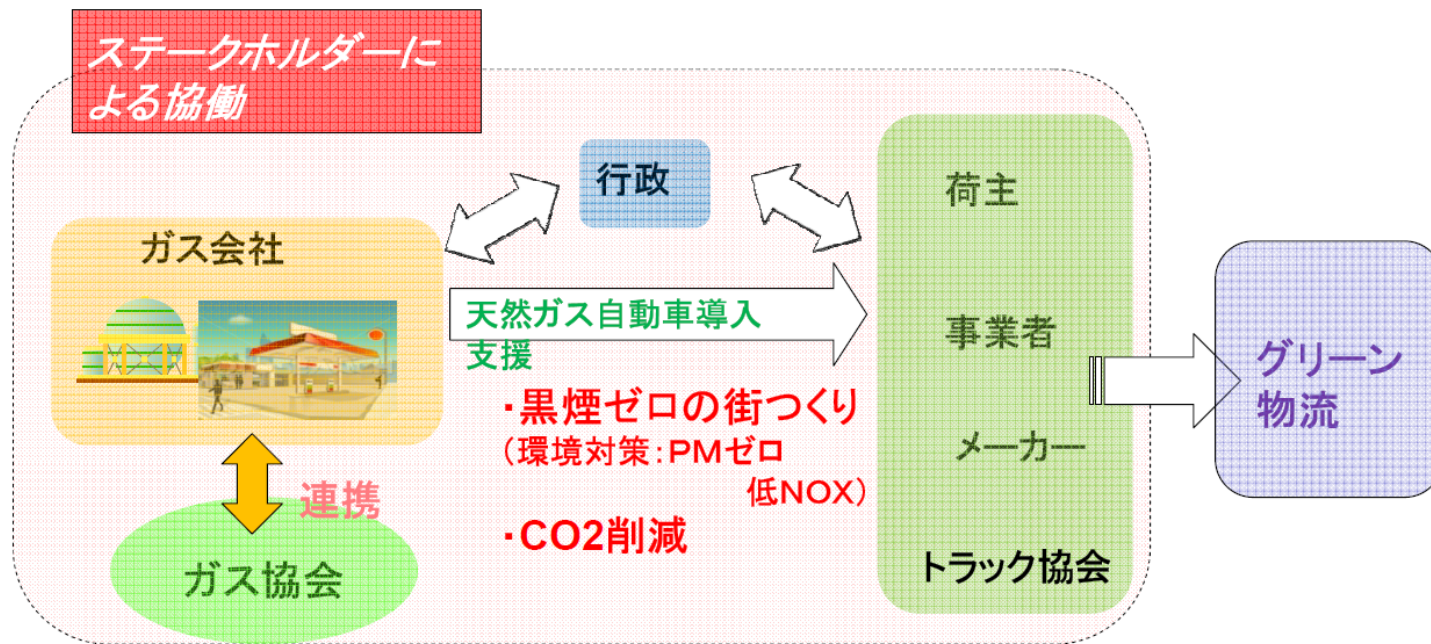 ステークホルダーに
よる協働
行政
ガス会社
天然ガス自動車導入
支援
・黒煙ゼロの街つくり
（環境対策：PMゼロ
低NOX）
・CO2削減
連携
ガス協会
荷主
事業者
メーカー
トラック協会
グリーン
物流